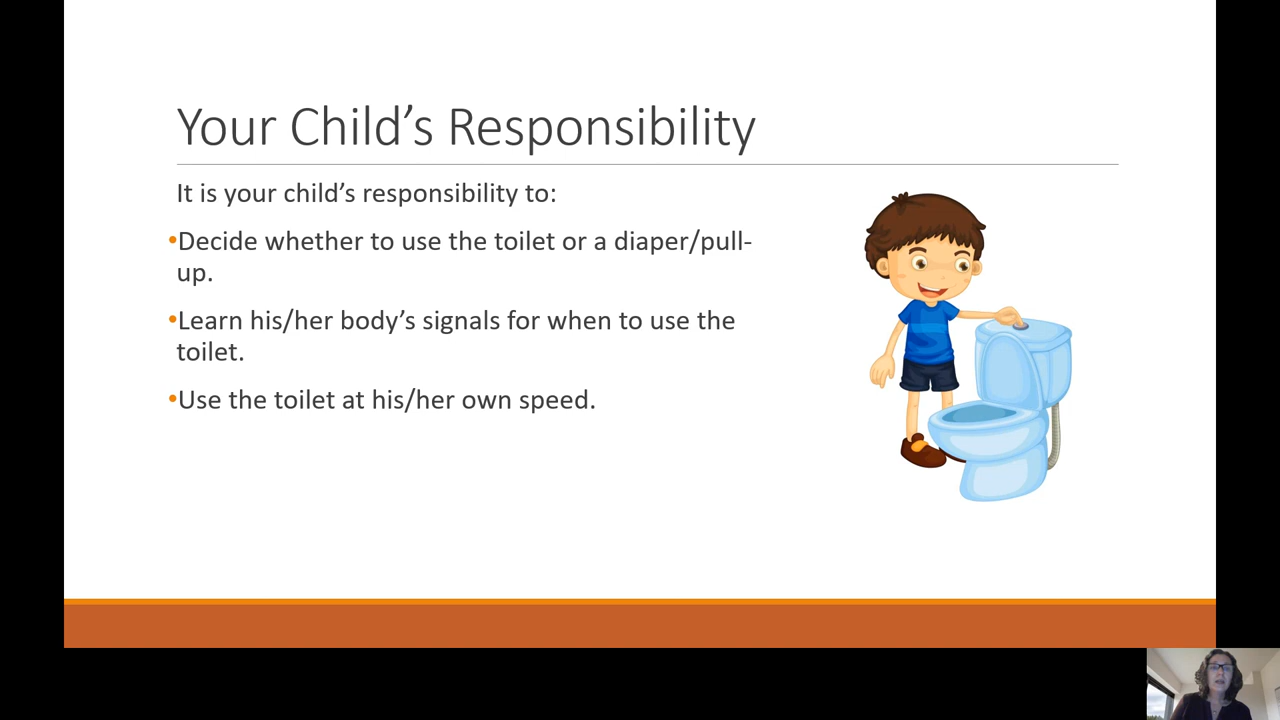 Your Child’s Responsibility
It is your child’s responsibility to:
•Decide whether to use the toilet or a diaper/pull-
up.
•Learn his/her body’s signals for when to use the
toilet.
•Use the toilet at his/her own speed.